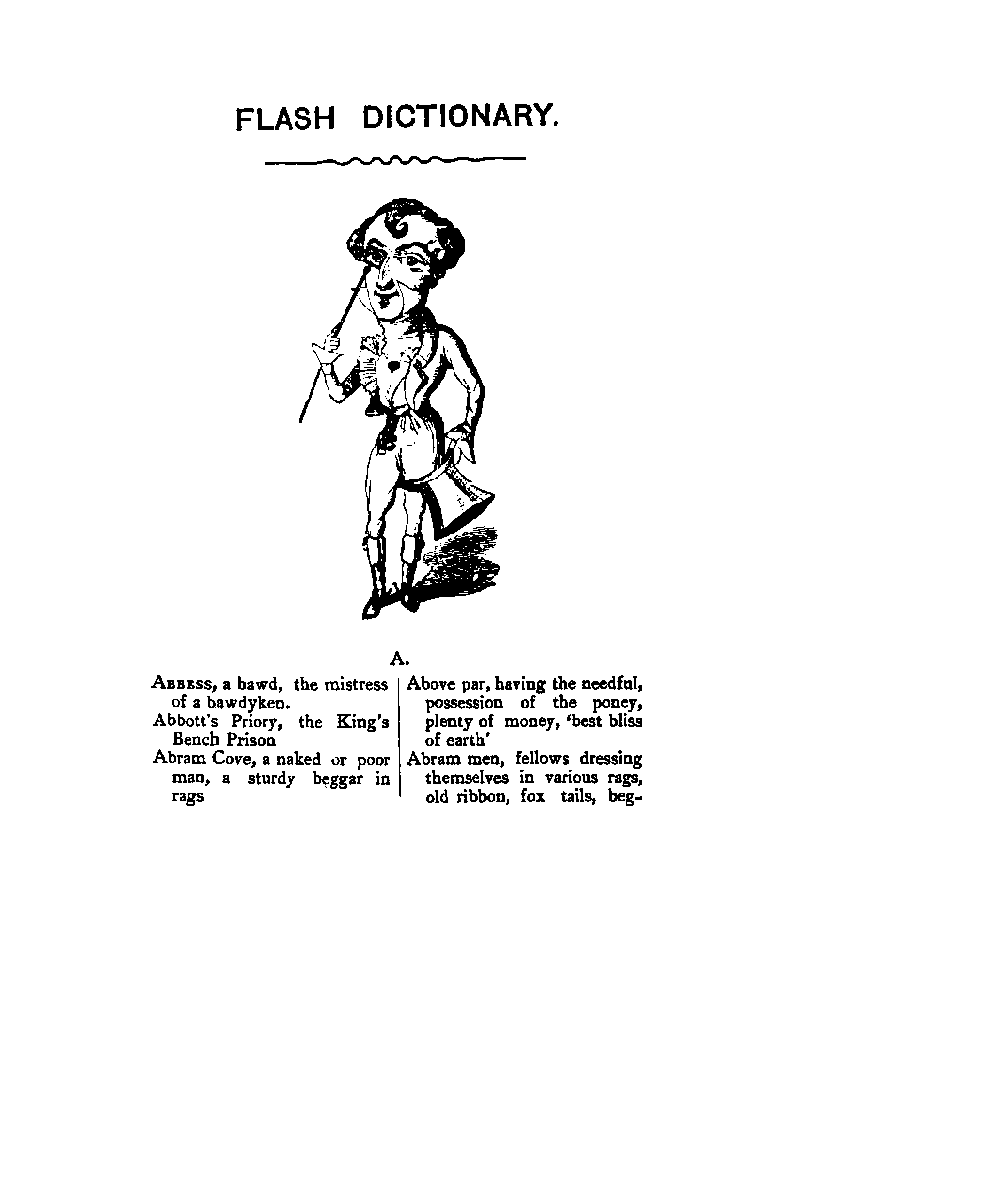 FLASH DICTIONARY.
A.
ABBESS, a bawd, the mistress
of a bawdyken.
Abbott's Priory, the King's
Bench Prison
Abram Cove, a naked or poor
man, a sturdy beggar in
rags
Above par, having the needful,
possession of the poney,
plenty of money, 'best bliss
of earth'
Abram men, fellows dressing
themselves in various rags,
old ribbon, fox tails, beg-